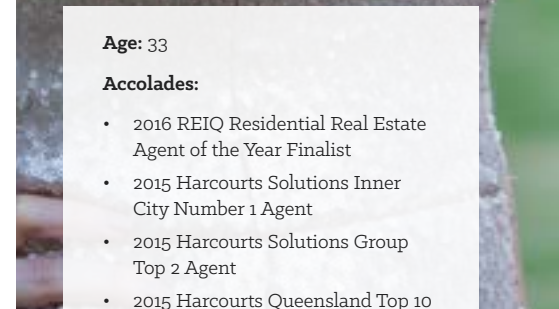 Age: 33
Accolades:
• 2016 REIQ Residential Real Estate
Agent of the Year Finalist
• 2015 Harcourts Solutions Inner
City Number 1 Agent
• 2015 Harcourts Solutions Group
Top 2 Agent
• 2015 Harcourts Queensland Top 10